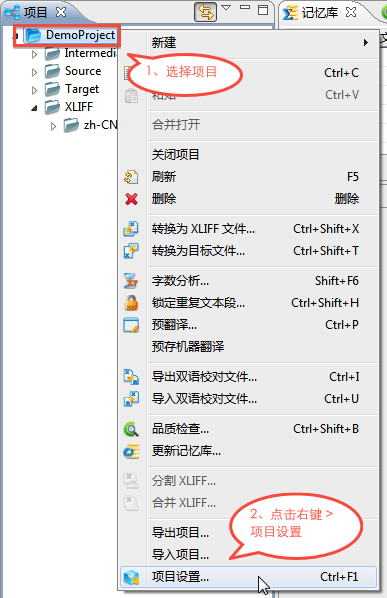 项目
记忆库
DemoProject
Intermedia
Source
Target
XLIFF
zh-CN
1、选择项目
新建
Ctrl+C
粘贴 Ctrl+V
合并打开
关闭项目
刷新 F5
删除 删除
转换为 XLIFF 文件... Ctrl+Shift+X
转换为目标文件... Ctrl+Shift+T
字数分析... Shift+F6
锁定重复文本段... Ctrl+Shift+H
预翻译... Ctrl+P
预存机器翻译
导出双语校对文件... Ctrl+I
导入双语校对文件... Ctrl+U
品质检查... Ctrl+Shift+B
更新记忆库...
分割 XLIFF...
合并 XLIFF...
导出项目...
导入项目...
项目设置... Ctrl+F1
2、点击右键 >
项目设置